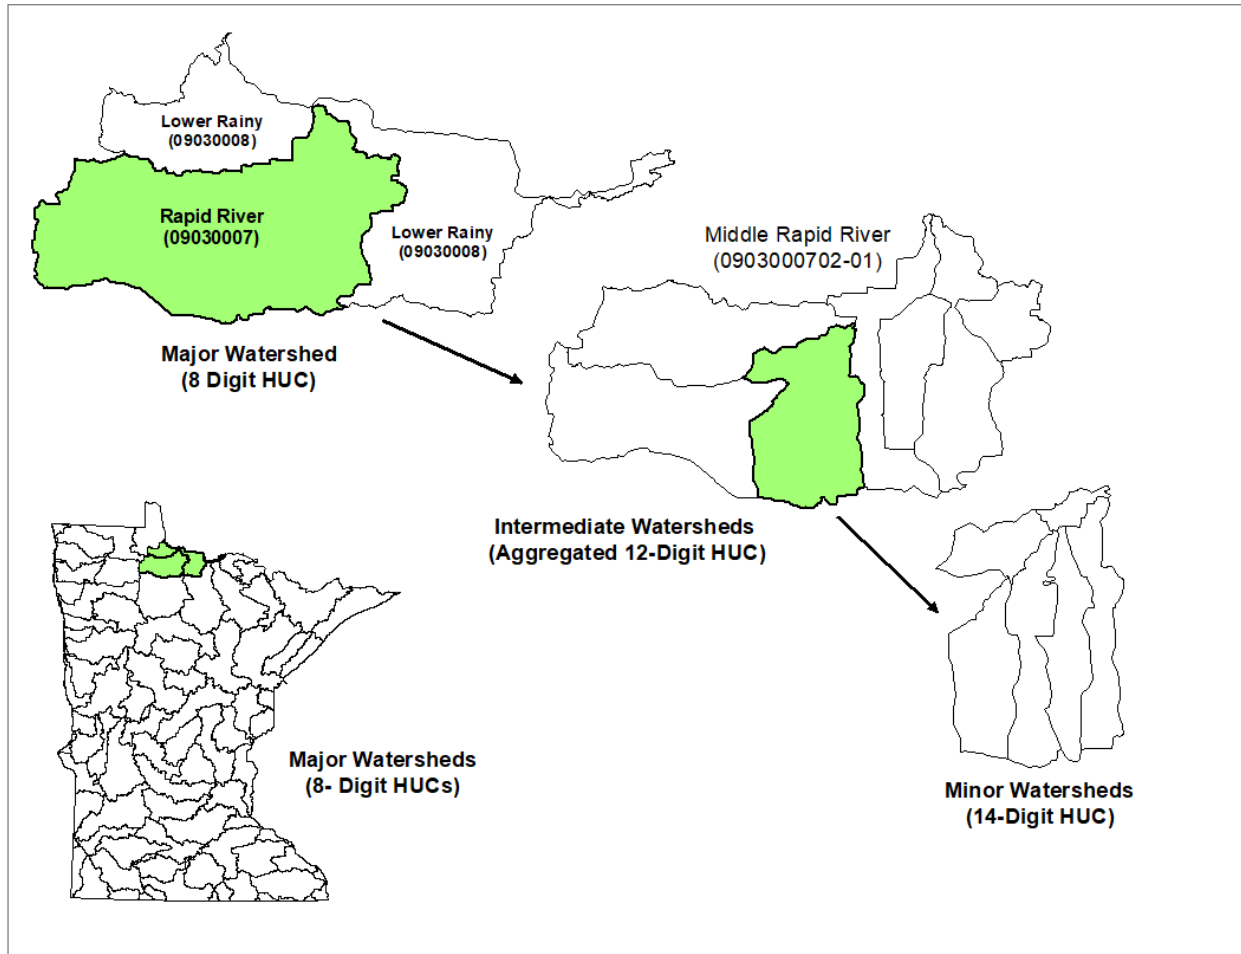 Lower Rainy
(09030008)
Rapid River
(09030007)
Lower Rainy
(09030008)
Middle Rapid River
(0903000702-01)
Major Watershed
(8 Digit HUC)
Intermediate Watersheds
(Aggregated 12-Digit HUC)
Major Watersheds
(8- Digit HUCs)
Minor Watersheds
(14-Digit HUC)